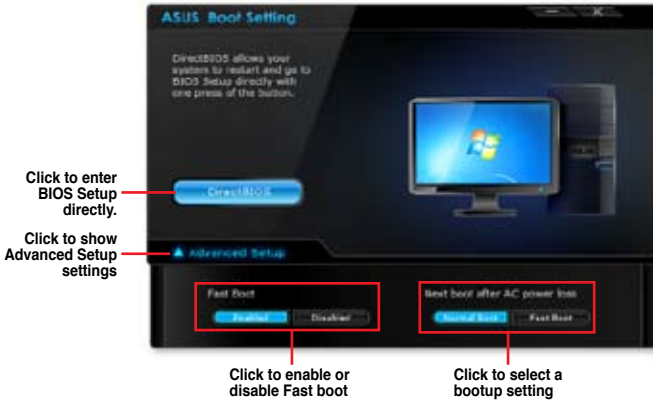 ASUS Boot Setting
DirectBIOS allows your
system to restart and go to
BIOS Setup directly with
one press of the button.
Click to enter
BIOS Setup
directly.
DirectBIOS
Click to show
Advanced Setup
settings
Advanced Setup
Fast Boot
Enabled Disabled
Next boot after AC power loss
Normal Boot Fast Boot
Click to enable or
disable Fast boot
Click to select a
bootup setting